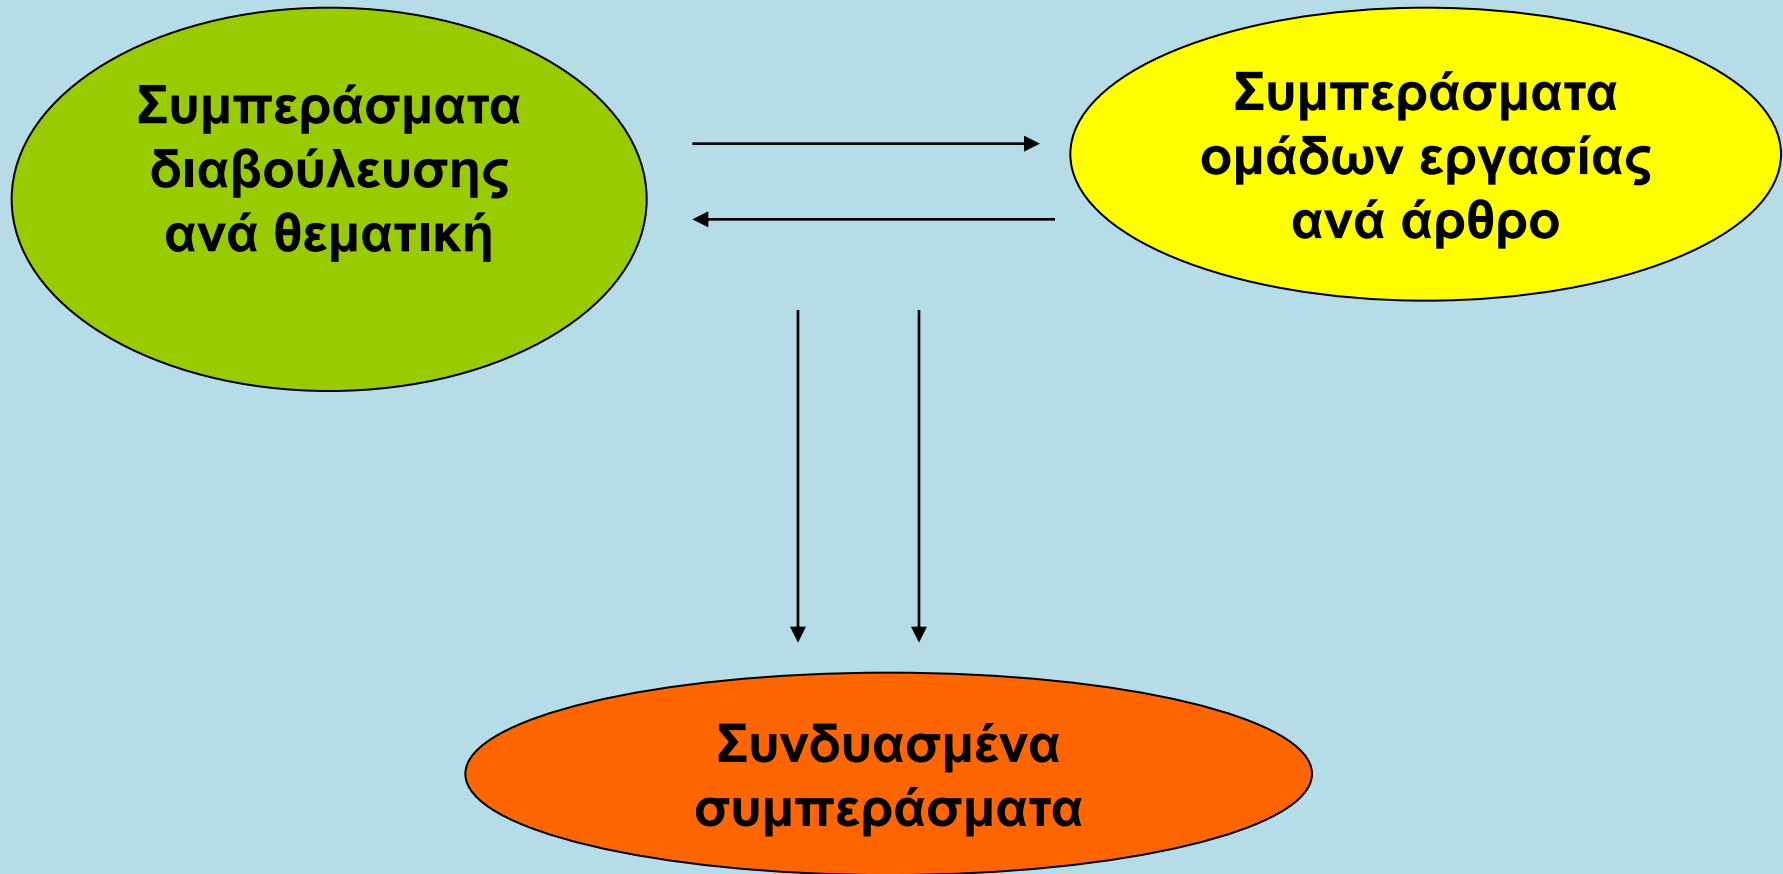 Συμπεράσματα
διαβούλευσης
ανά θεματική
Συμπεράσματα
ομάδων εργασίας
ανά άρθρο
Συνδυασμένα
συμπεράσματα